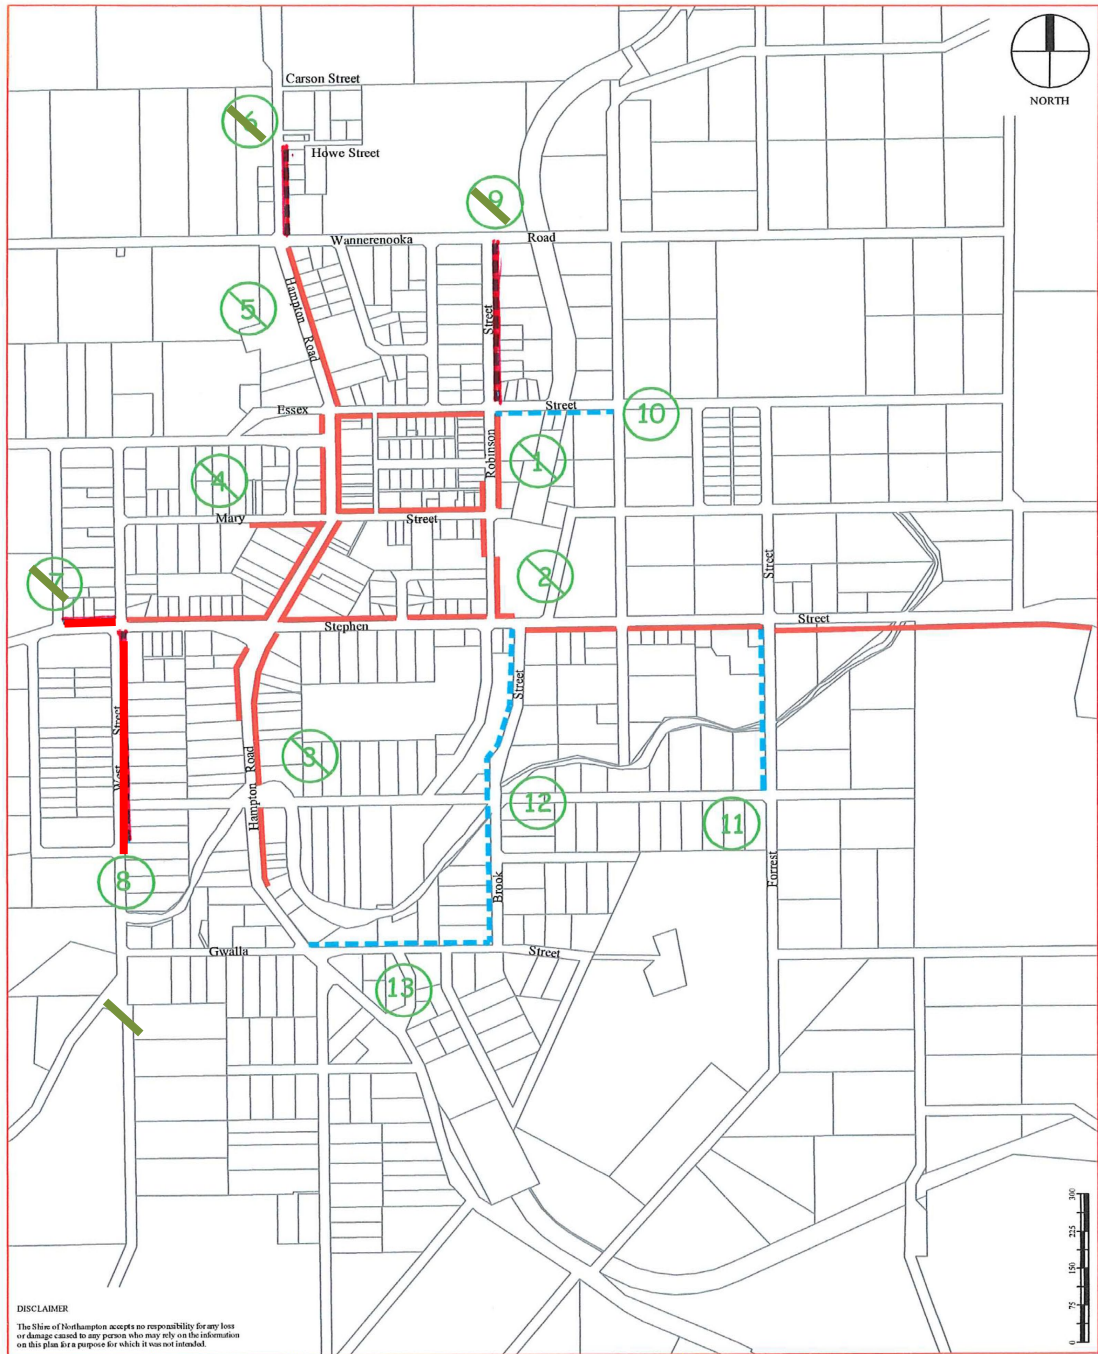 NORTH
Carson Street
6
Howe Street
9
Wannerenooka
Road
5
Hampton
Road
Street
Essex
Street
10
Robinson
1
4
Mary
Street
Street
7
2
Stephen
Street
Street
Street
West
3
Road
Hampton
12
11
8
Forrest
Brook
Gwalla
Street
13
300
225
150
75
0
DISCLAIMER
The Shire of Northampton accepts no responsibility for any loss
or damage caused to any person who may rely on the information
on this plan for a purpose for which it was not intended.